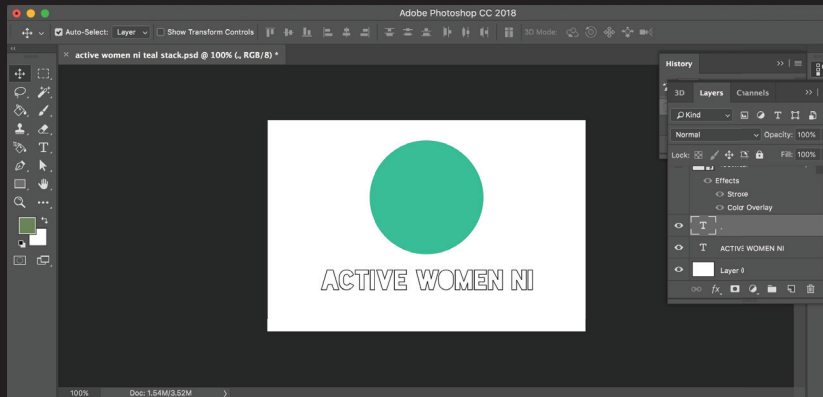 Adobe Photoshop CC 2018
Auto-Select: Layer Show Transform Controls 3D Mode:
× active women ni teal stack.psd @ 100% (., RGB/8) *
History
3D Layers Channels
Kind
Normal Opacity: 100%
Lock: Fill: 100%
Effects
Stroke
Color Overlay
T .
T ACTIVE WOMEN NI
Layer 0
fx
ACTIVE WOMEN NI
100% Doc: 1.54M/3.52M